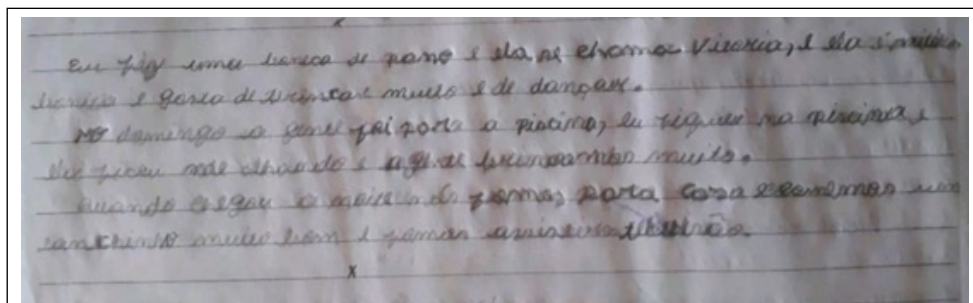 Eu fiz uma boneca de pano e ela se chama Vitoria, e ela é muito
bonita e gosta de brincar muito e de dançar.
No domingo a gente foi para a piscina, eu fiquei na piscina e
ela ficou me olhando e a gente brincamos muito.
quando chegou a noite nós fomos para casa e comemos um
lanchinho muito bom e fomos assistir